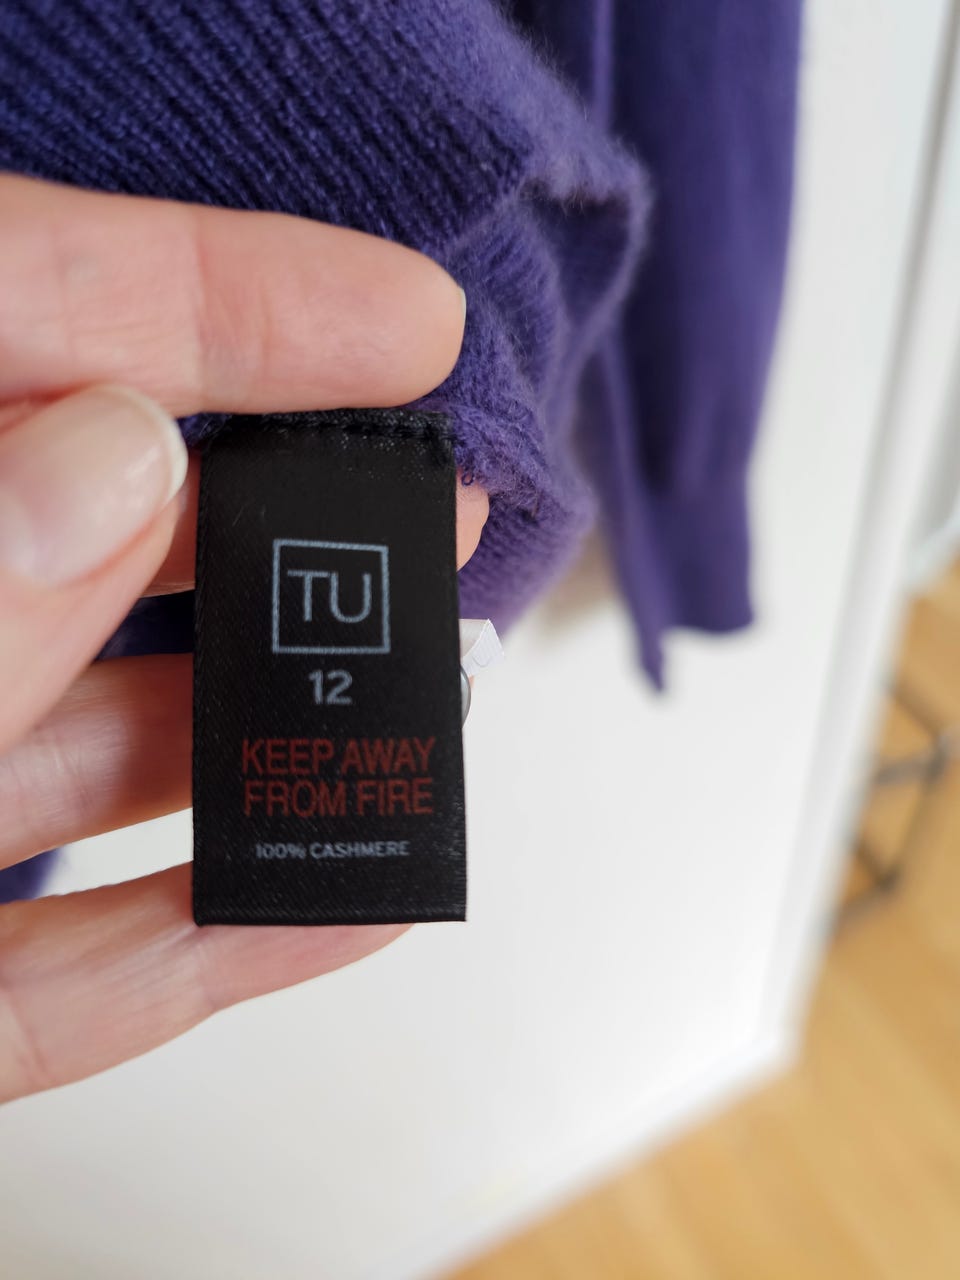 TU
12
KEEP AWAY
FROM FIRE
100% CASHMERE